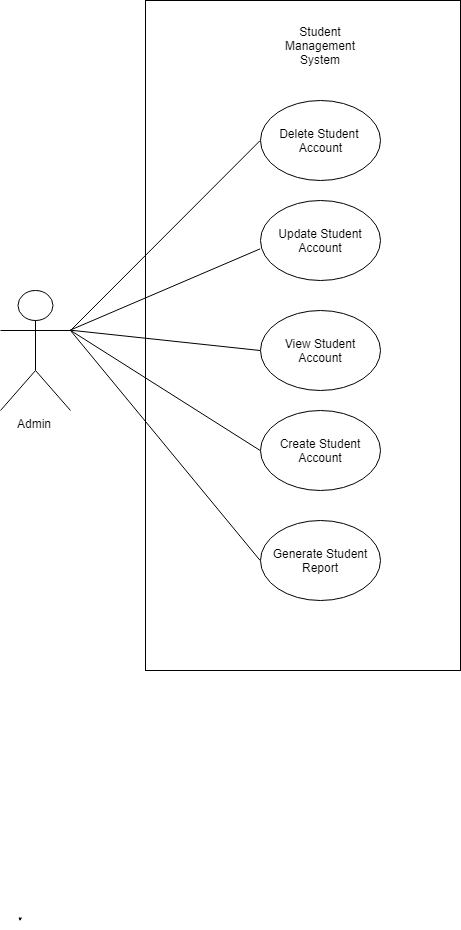 Student
Management
System
Delete Student
Account
Update Student
Account
View Student
Account
Create Student
Account
Generate Student
Report
Admin